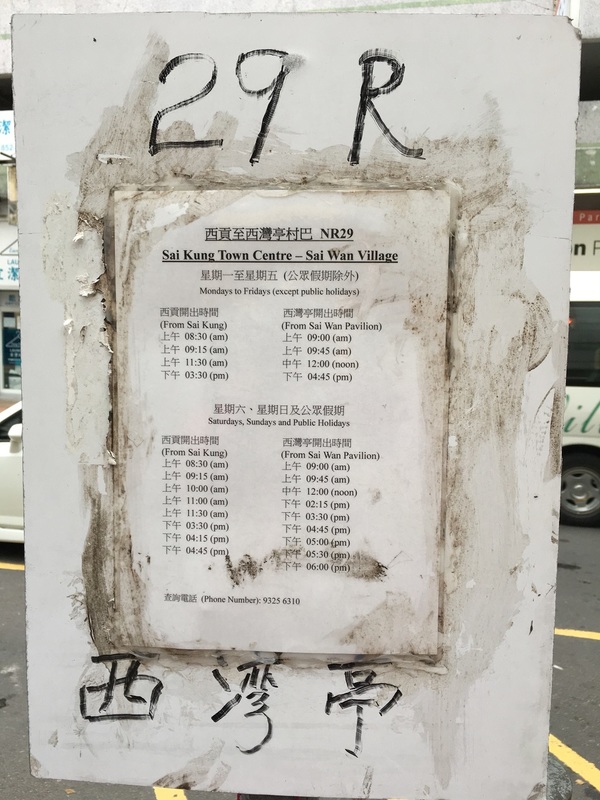 29 R
西貢至西灣亭村巴 NR29
Sai Kung Town Centre – Sai Wan Village
星期一至星期五 (公眾假期除外)
Mondays to Fridays (except public holidays)
西貢開出時間 西灣亭開出時間
(From Sai Kung) (From Sai Wan Pavilion)
上午 08:30 (am) 上午 09:00 (am)
上午 09:15 (am) 上午 09:45 (am)
上午 11:30 (am) 中午 12:00 (noon)
下午 03:30 (pm) 下午 04:45 (pm)
星期六、星期日及公眾假期
Saturdays, Sundays and Public Holidays
西貢開出時間 西灣亭開出時間
(From Sai Kung) (From Sai Wan Pavilion)
上午 08:30 (am) 上午 09:00 (am)
上午 09:15 (am) 上午 09:45 (am)
上午 10:00 (am) 中午 12:00 (noon)
上午 11:00 (am) 下午 02:15 (pm)
上午 11:30 (am) 下午 03:30 (pm)
下午 03:30 (pm) 下午 04:45 (pm)
下午 04:15 (pm) 下午 05:00 (pm)
下午 04:45 (pm) 下午 05:30 (pm)
下午 06:00 (pm)
查詢電話 (Phone Number): 9325 6310
西灣亭